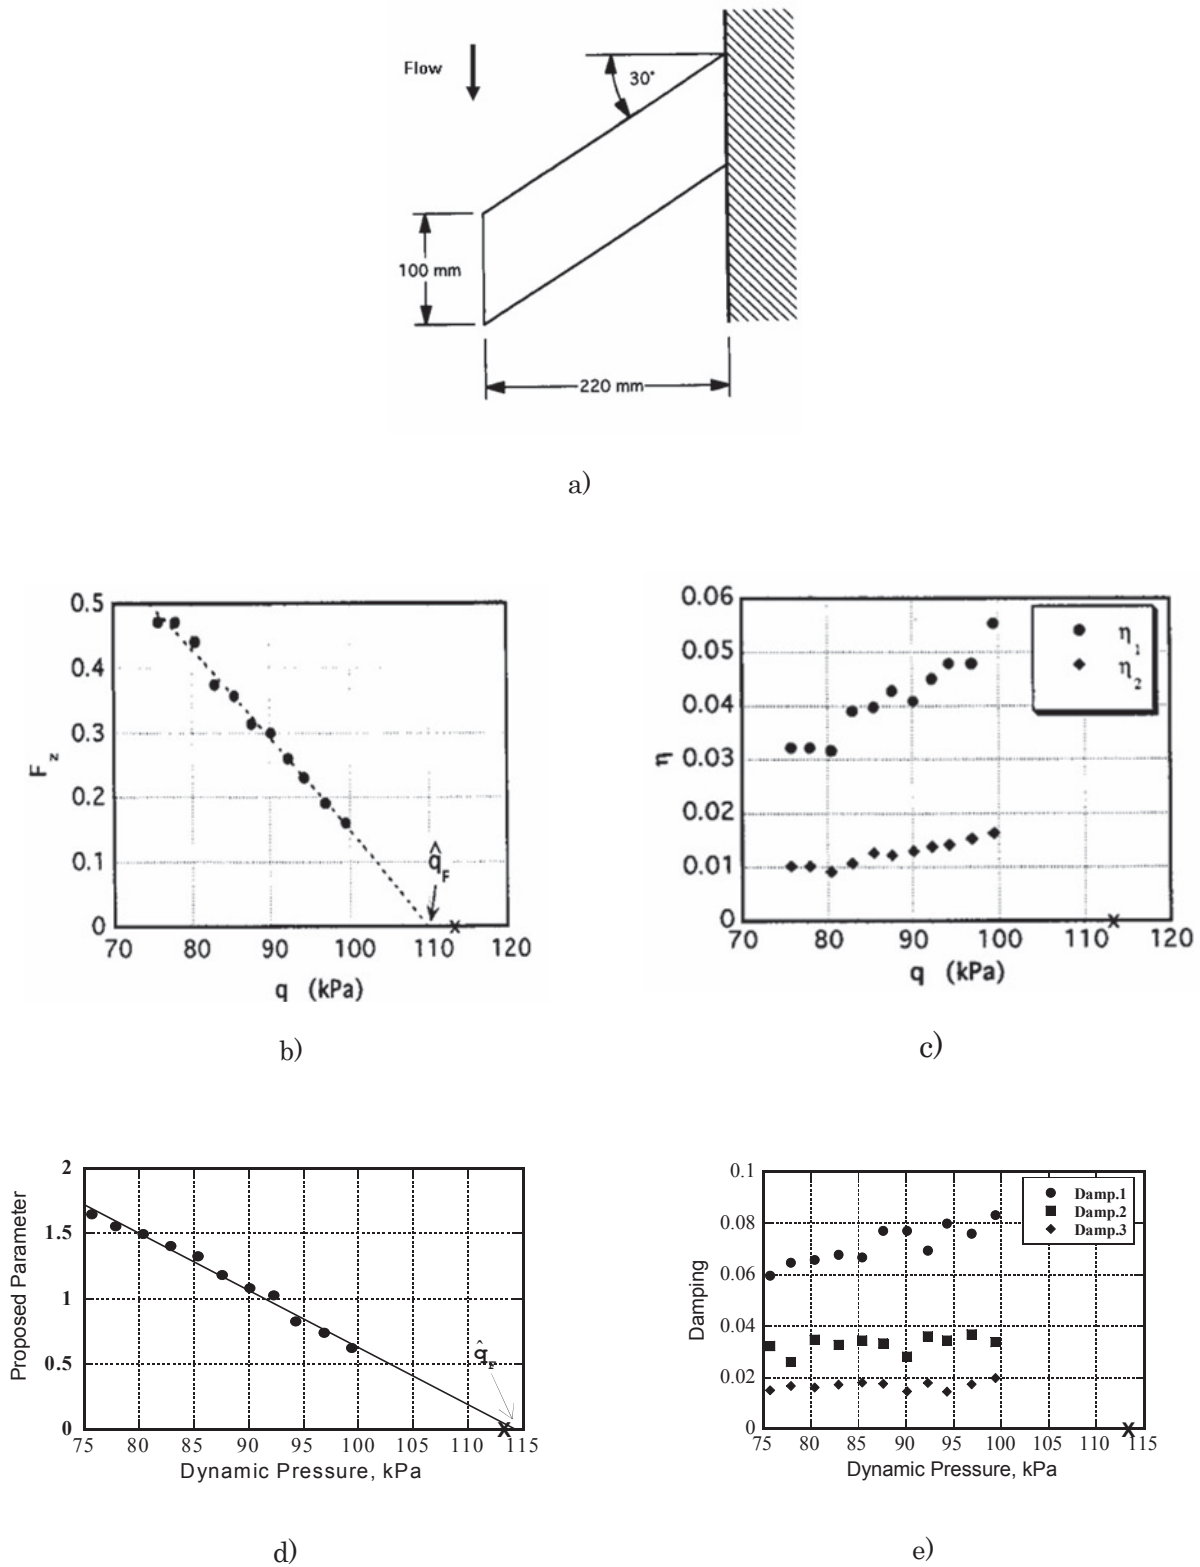 Flow
30°
100 mm
220 mm
a)
0.5
0.4
0.3
0.2
0.1
0
F_z
q̂_F
×
70 80 90 100 110 120
q (kPa)
b)
0.06
0.05
0.04
0.03
0.02
0.01
0
η
η_1
η_2
×
70 80 90 100 110 120
q (kPa)
c)
2
1.5
1
0.5
0
Proposed Parameter
q̂_F
×
75 80 85 90 95 100 105 110 115
Dynamic Pressure, kPa
d)
0.1
0.08
0.06
0.04
0.02
0
Damping
Damp.1
Damp.2
Damp.3
×
75 80 85 90 95 100 105 110 115
Dynamic Pressure, kPa
e)